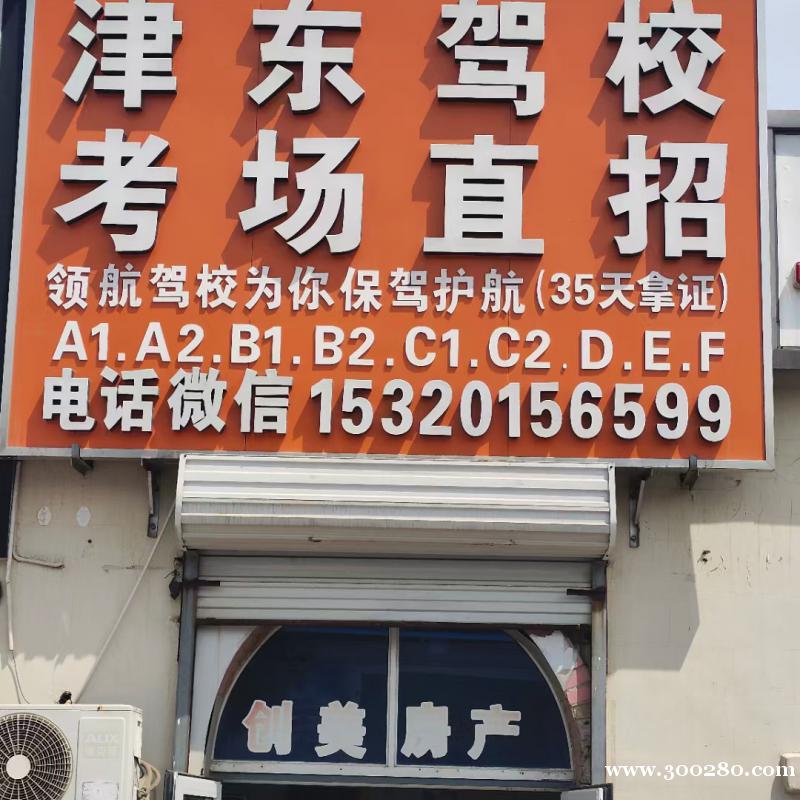 津东驾校
考场直招
领航驾校为你保驾护航(35天拿证)
A1.A2.B1.B2.C1.C2.D.E.F
电话微信15320156599
创美房产
AUX
www.300280.com